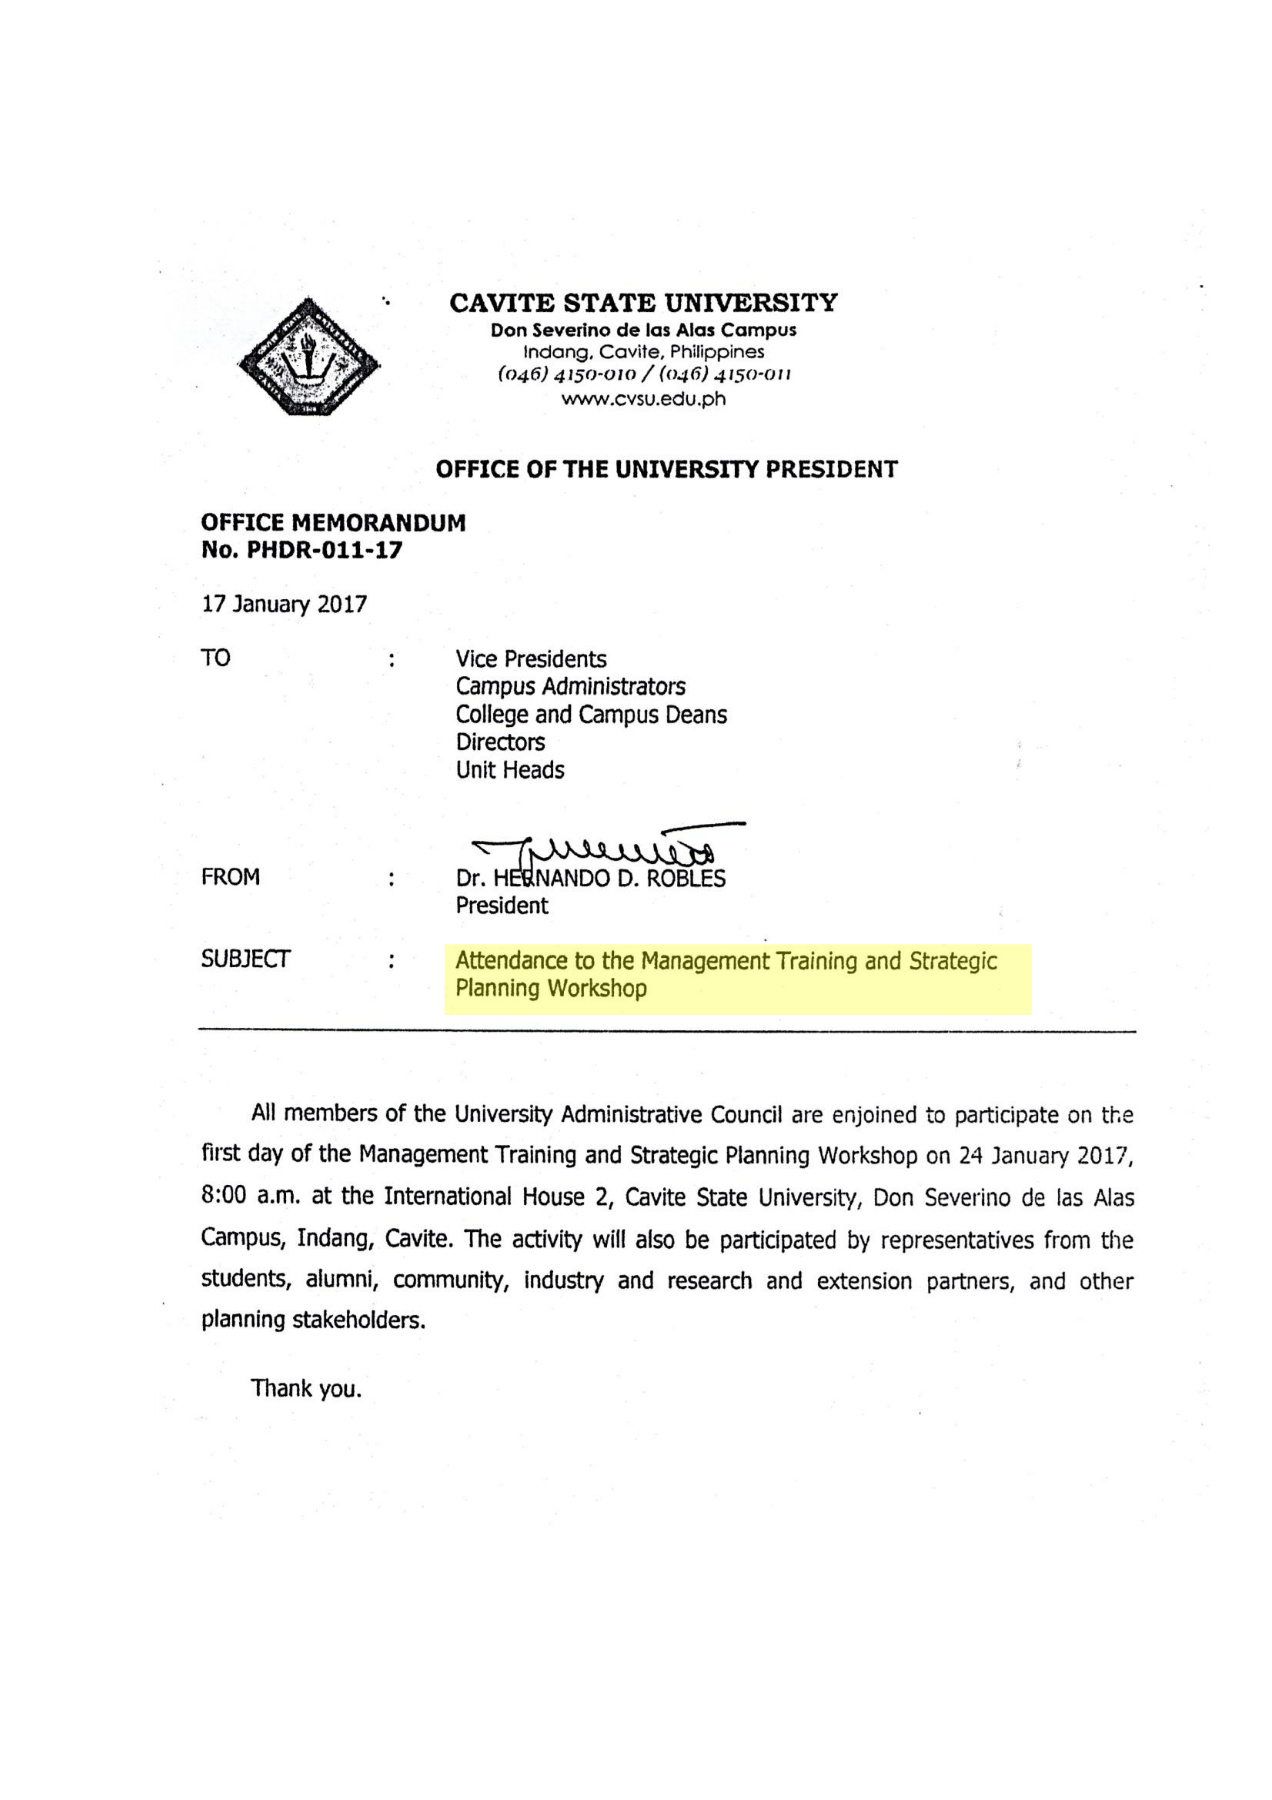 CAVITE STATE UNIVERSITY
Don Severino de las Alas Campus
Indang, Cavite, Philippines
(046) 4150-010 / (046) 4150-011
www.cvsu.edu.ph
OFFICE OF THE UNIVERSITY PRESIDENT
OFFICE MEMORANDUM
No. PHDR-011-17
17 January 2017
TO : Vice Presidents
Campus Administrators
College and Campus Deans
Directors
Unit Heads
FROM : Dr. HERNANDO D. ROBLES
President
SUBJECT : Attendance to the Management Training and Strategic
Planning Workshop
All members of the University Administrative Council are enjoined to participate on the
first day of the Management Training and Strategic Planning Workshop on 24 January 2017,
8:00 a.m. at the International House 2, Cavite State University, Don Severino de las Alas
Campus, Indang, Cavite. The activity will also be participated by representatives from the
students, alumni, community, industry and research and extension partners, and other
planning stakeholders.
Thank you.